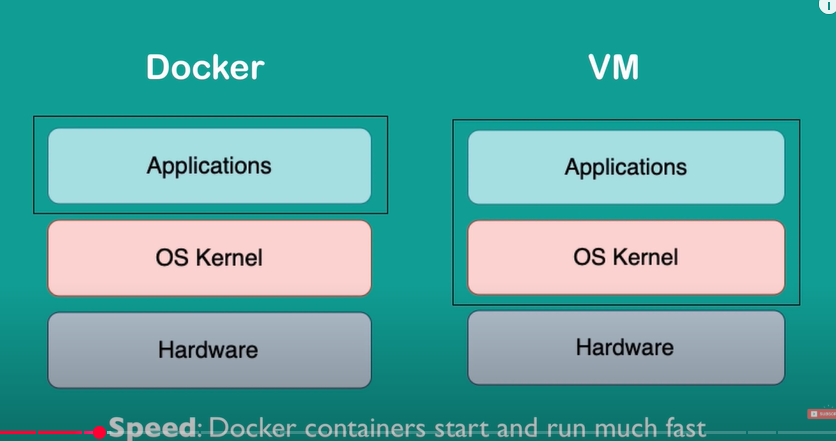 Docker
VM
Applications
Applications
OS Kernel
OS Kernel
Hardware
Hardware
Speed: Docker containers start and run much fast